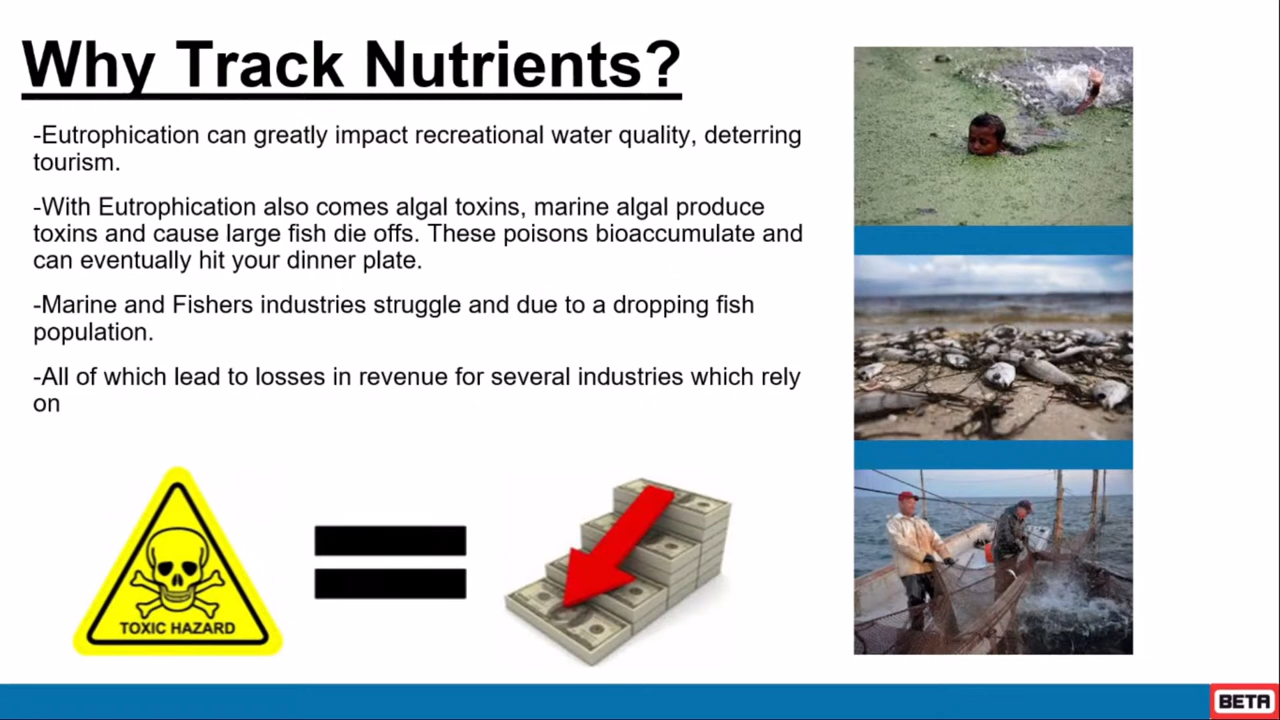 Why Track Nutrients?
-Eutrophication can greatly impact recreational water quality, deterring
tourism.
-With Eutrophication also comes algal toxins, marine algal produce
toxins and cause large fish die offs. These poisons bioaccumulate and
can eventually hit your dinner plate.
-Marine and Fishers industries struggle and due to a dropping fish
population.
-All of which lead to losses in revenue for several industries which rely
on
TOXIC HAZARD
BETA